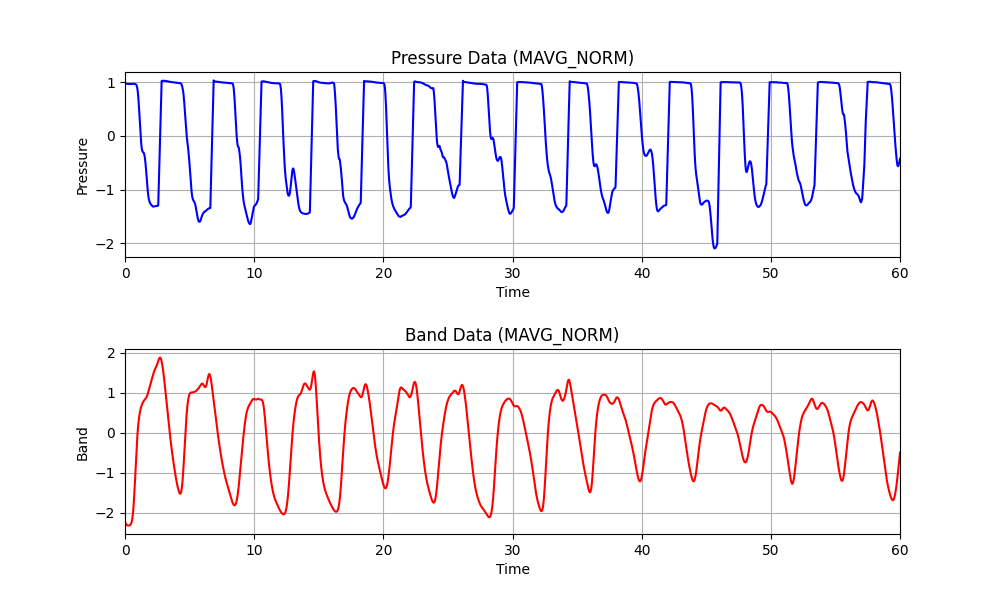 Pressure Data (MAVG_NORM)
1
0
−1
−2
Pressure
0 10 20 30 40 50 60
Time
Band Data (MAVG_NORM)
2
1
0
−1
−2
Band
0 10 20 30 40 50 60
Time